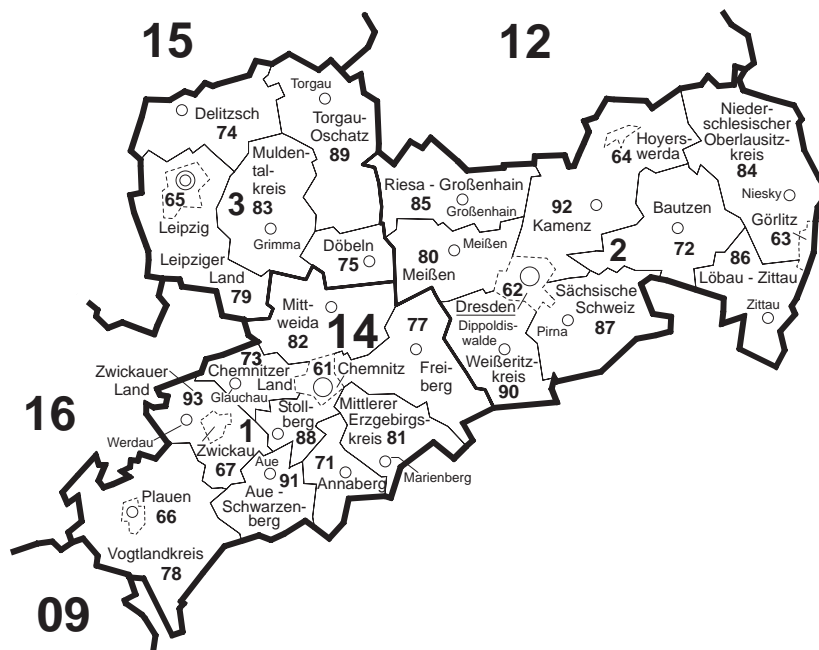 15
12
Torgau
Delitzsch
74
Torgau-
Oschatz
89
Nieder-
schlesischer
Oberlausitz-
kreis
84
Niesky
Hoyers-
werda
64
Mulden-
tal-
kreis
83
3
Grimma
65
Leipzig
Riesa - Großenhain
85
Großenhain
92
Kamenz
Bautzen
72
Görlitz
63
Leipziger
Land
79
Döbeln
75
80
Meißen
Meißen
2
86
Löbau - Zittau
Zittau
62
Dresden
Dippoldis-
walde
Weißeritz-
kreis
90
Sächsische
Schweiz
87
Pirna
Mitt-
weida
82
14
77
Frei-
berg
Zwickauer
Land
93
73
Chemnitzer
Land
Glauchau
61
Chemnitz
16
Werdau
1
Zwickau
67
Stoll-
berg
88
Mittlerer
Erzgebirgs-
kreis 81
Marienberg
Aue
91
Aue -
Schwarzen-
berg
71
Annaberg
Plauen
66
Vogtlandkreis
78
09